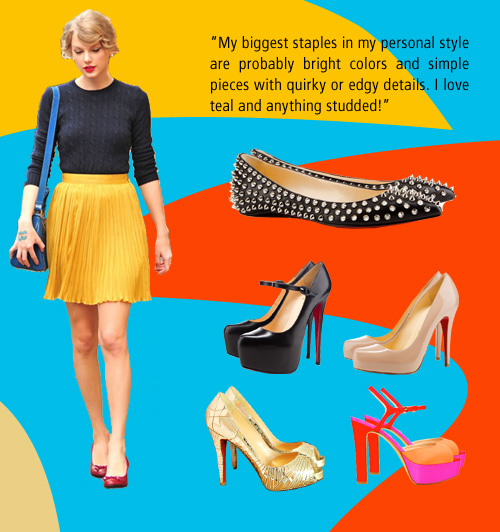 "My biggest staples in my personal style
are probably bright colors and simple
pieces with quirky or edgy details. I love
teal and anything studded!"